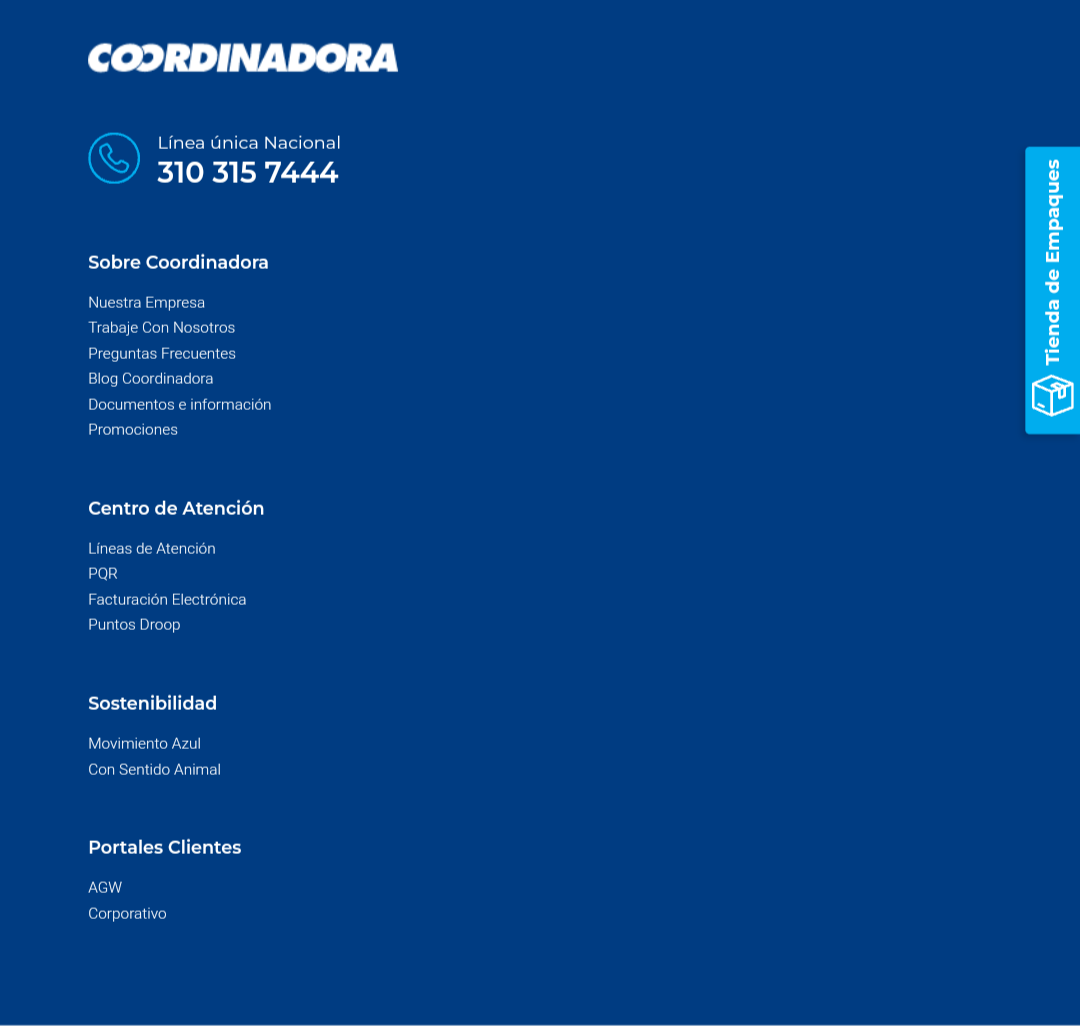 COORDINADORA
Línea única Nacional
310 315 7444
Sobre Coordinadora
Nuestra Empresa
Trabaje Con Nosotros
Preguntas Frecuentes
Blog Coordinadora
Documentos e información
Promociones
Centro de Atención
Líneas de Atención
PQR
Facturación Electrónica
Puntos Droop
Sostenibilidad
Movimiento Azul
Con Sentido Animal
Portales Clientes
AGW
Corporativo
Tienda de Empaques